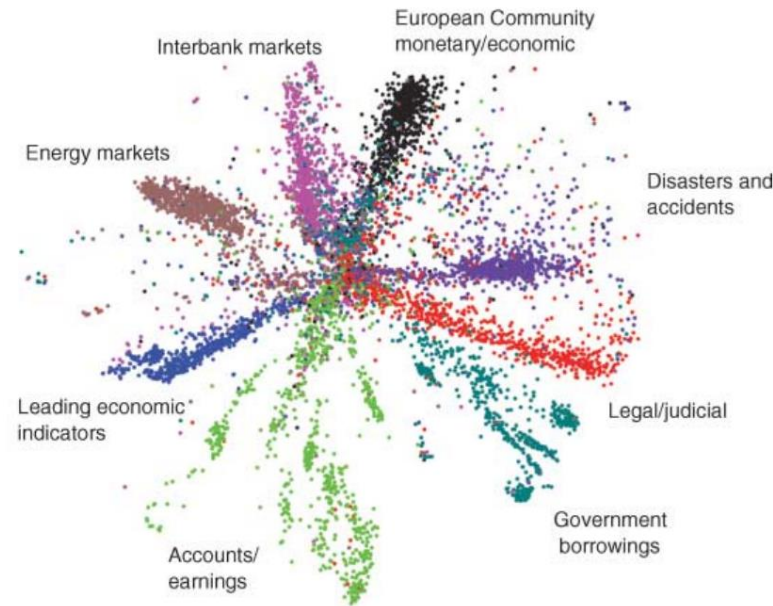 European Community
monetary/economic
Interbank markets
Energy markets
Disasters and
accidents
Leading economic
indicators
Legal/judicial
Government
borrowings
Accounts/
earnings